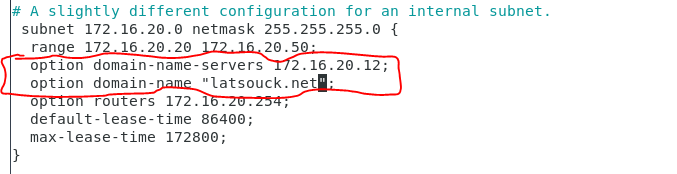 # A slightly different configuration for an internal subnet.
subnet 172.16.20.0 netmask 255.255.255.0 {
range 172.16.20.20 172.16.20.50;
option domain-name-servers 172.16.20.12;
option domain-name "latsouck.net";
option routers 172.16.20.254;
default-lease-time 86400;
max-lease-time 172800;
}